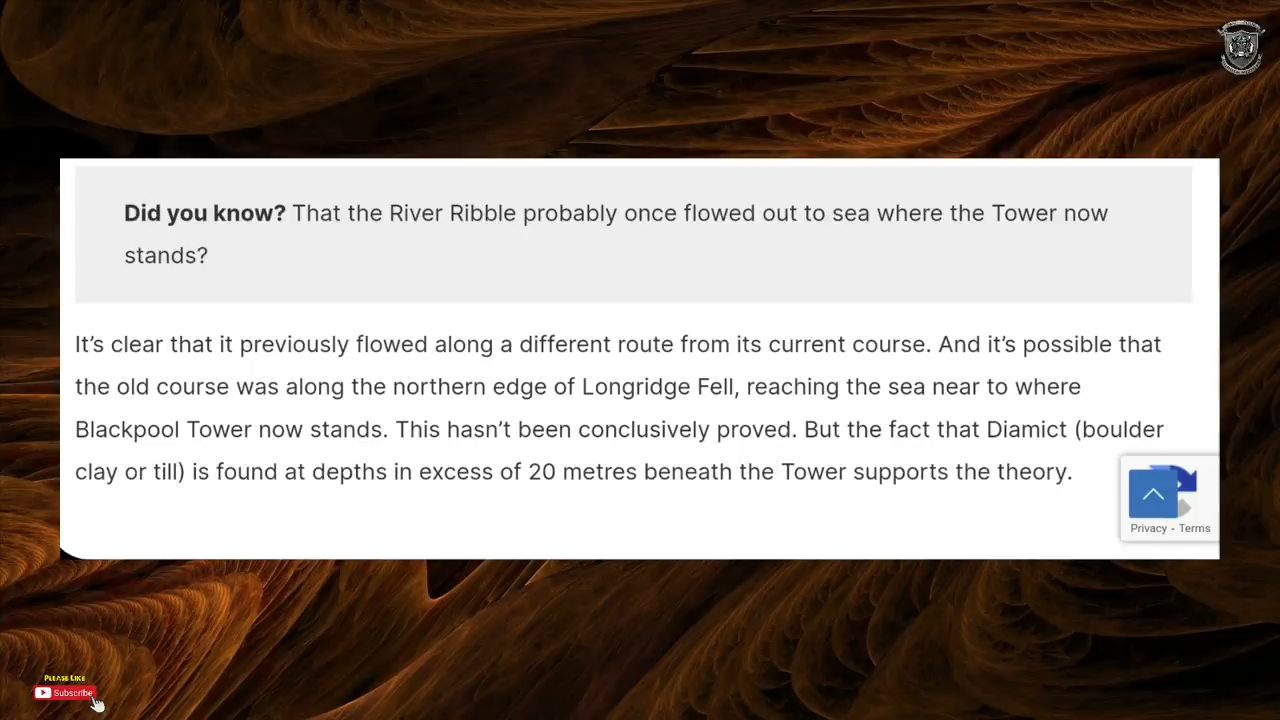 Did you know? That the River Ribble probably once flowed out to sea where the Tower now
stands?
It’s clear that it previously flowed along a different route from its current course. And it’s possible that
the old course was along the northern edge of Longridge Fell, reaching the sea near to where
Blackpool Tower now stands. This hasn’t been conclusively proved. But the fact that Diamict (boulder
clay or till) is found at depths in excess of 20 metres beneath the Tower supports the theory.
Privacy - Terms
PLEASE LIKE
Subscribe